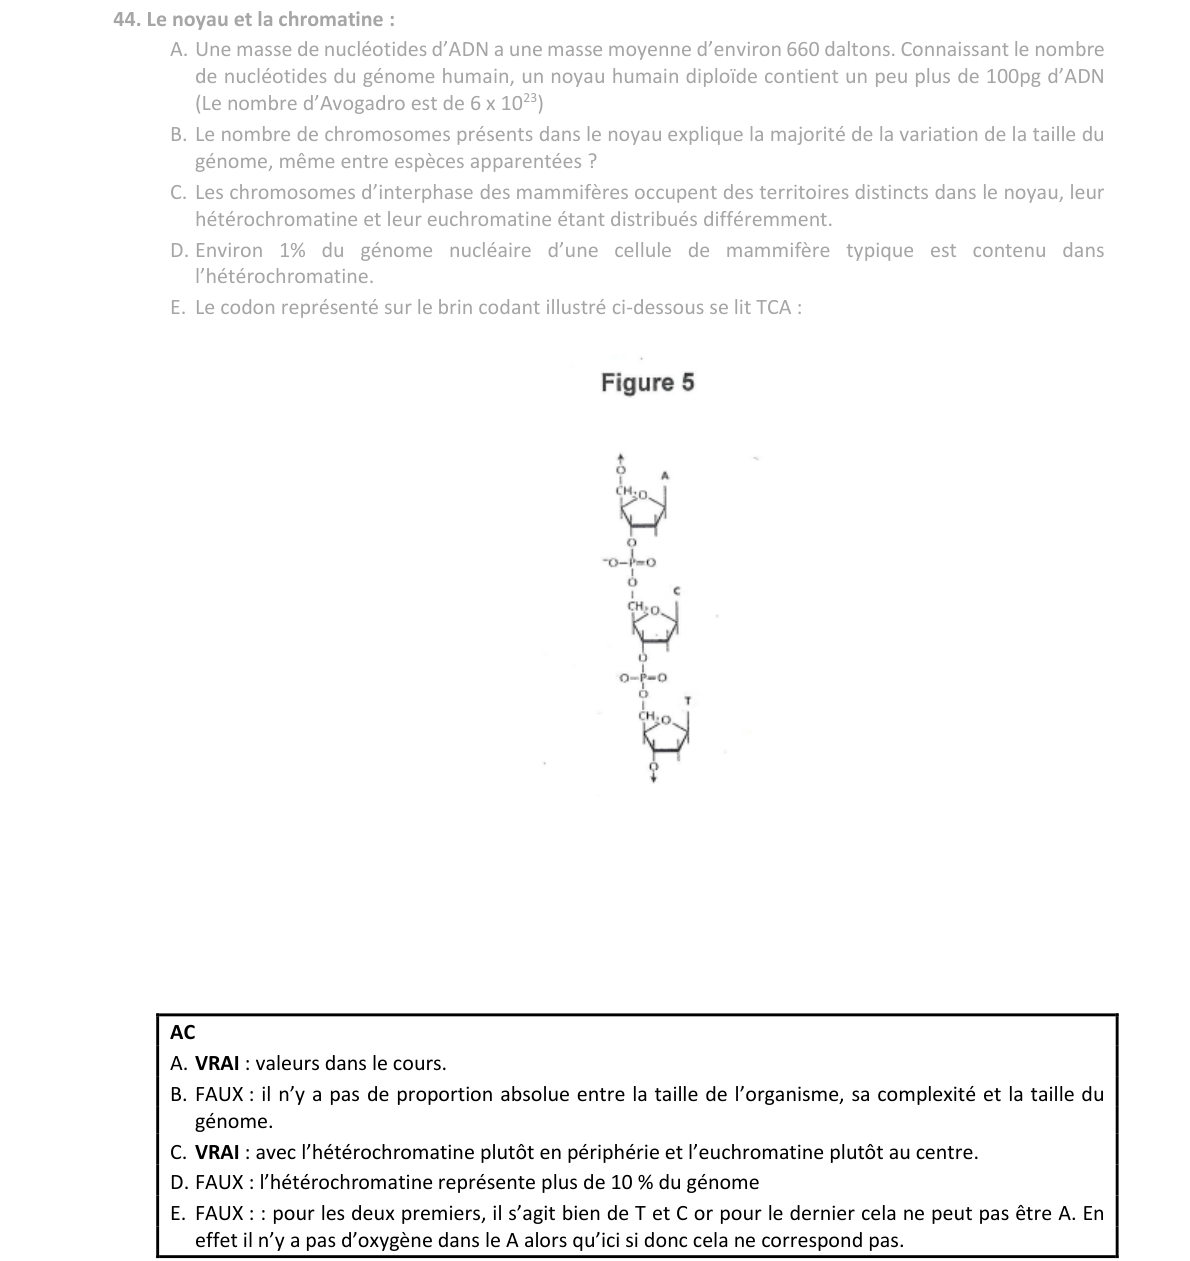 44. Le noyau et la chromatine :
A. Une masse de nucléotides d’ADN a une masse moyenne d’environ 660 daltons. Connaissant le nombre
de nucléotides du génome humain, un noyau humain diploïde contient un peu plus de 100pg d’ADN
(Le nombre d’Avogadro est de 6 x 10²³)
B. Le nombre de chromosomes présents dans le noyau explique la majorité de la variation de la taille du
génome, même entre espèces apparentées ?
C. Les chromosomes d’interphase des mammifères occupent des territoires distincts dans le noyau, leur
hétérochromatine et leur euchromatine étant distribués différemment.
D. Environ 1% du génome nucléaire d’une cellule de mammifère typique est contenu dans
l’hétérochromatine.
E. Le codon représenté sur le brin codant illustré ci-dessous se lit TCA :
Figure 5
O
A
CH₂ O
O
⁻O–P=O
O
C
CH₂ O
O
O–P=O
O
T
CH₂ O
O
AC
A. VRAI : valeurs dans le cours.
B. FAUX : il n’y a pas de proportion absolue entre la taille de l’organisme, sa complexité et la taille du
génome.
C. VRAI : avec l’hétérochromatine plutôt en périphérie et l’euchromatine plutôt au centre.
D. FAUX : l’hétérochromatine représente plus de 10 % du génome
E. FAUX : : pour les deux premiers, il s’agit bien de T et C or pour le dernier cela ne peut pas être A. En
effet il n’y a pas d’oxygène dans le A alors qu’ici si donc cela ne correspond pas.